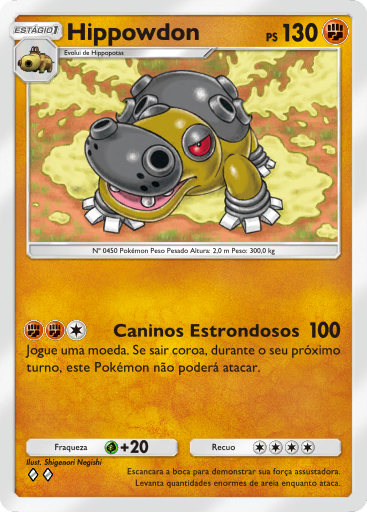 ESTÁGIO 1
Hippowdon
PS 130
Evolui de Hippopotas
Nº 0450 Pokémon Peso Pesado Altura: 2,0 m Peso: 300,0 kg
Caninos Estrondosos 100
Jogue uma moeda. Se sair coroa, durante o seu próximo
turno, este Pokémon não poderá atacar.
Fraqueza +20
Recuo
Ilust. Shigenori Negishi
Escancara a boca para demonstrar sua força assustadora.
Levanta quantidades enormes de areia enquanto ataca.